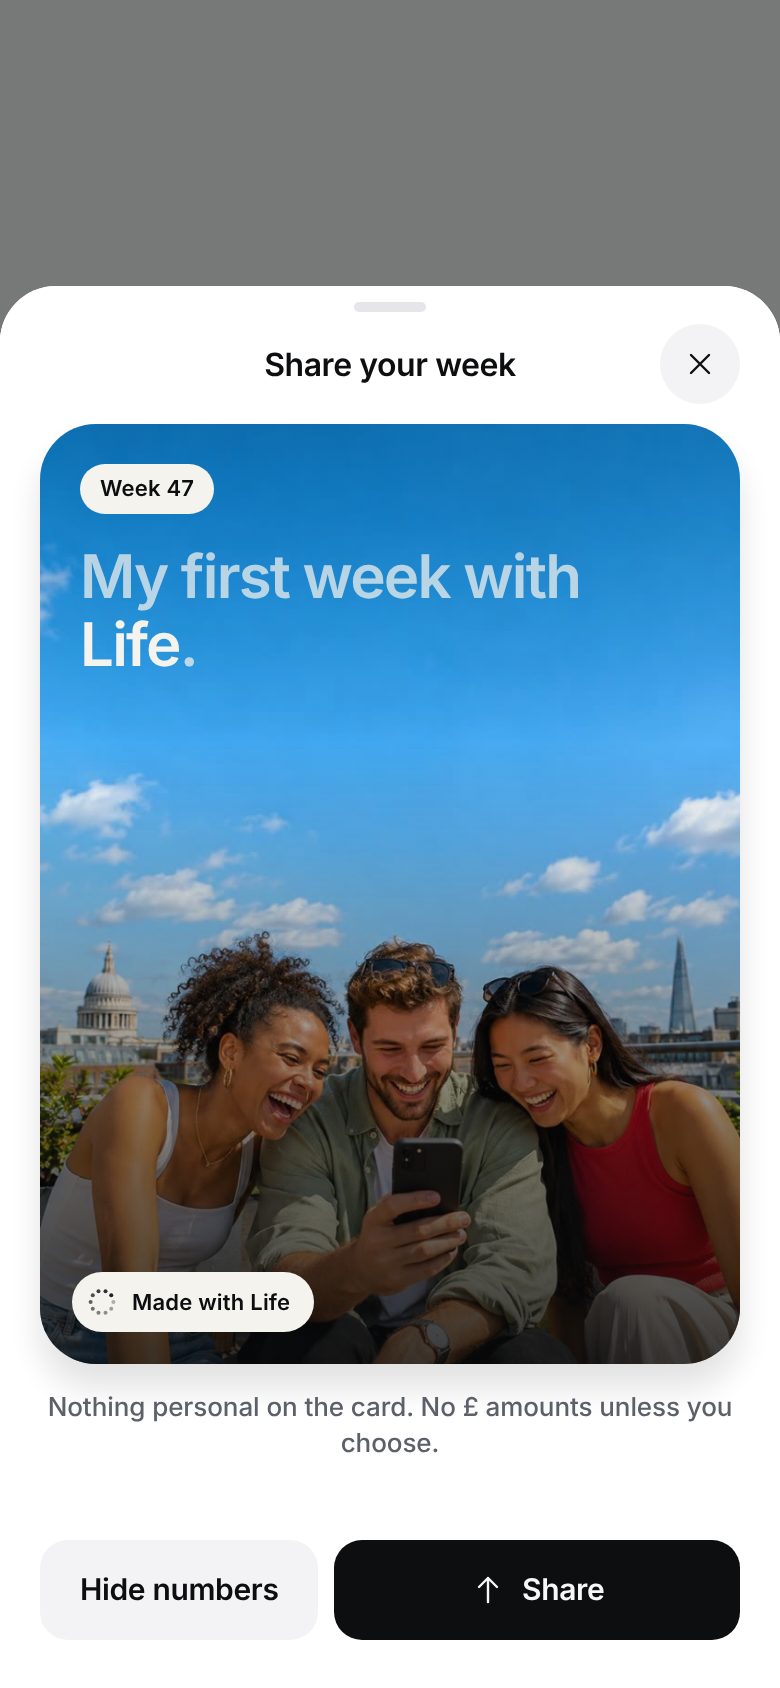 Share your week
Week 47
My first week with
Life.
Made with Life
Nothing personal on the card. No £ amounts unless you
choose.
Hide numbers
Share